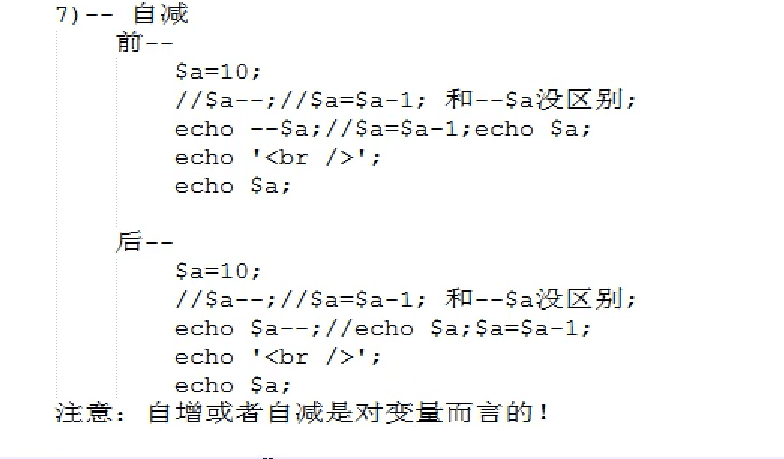 7)-- 自减
前--
$a=10;
//$a--;//$a=$a-1; 和--$a没区别;
echo --$a;//$a=$a-1;echo $a;
echo '<br />';
echo $a;
后--
$a=10;
//$a--;//$a=$a-1; 和--$a没区别;
echo $a--;//echo $a;$a=$a-1;
echo '<br />';
echo $a;
注意：自增或者自减是对变量而言的！